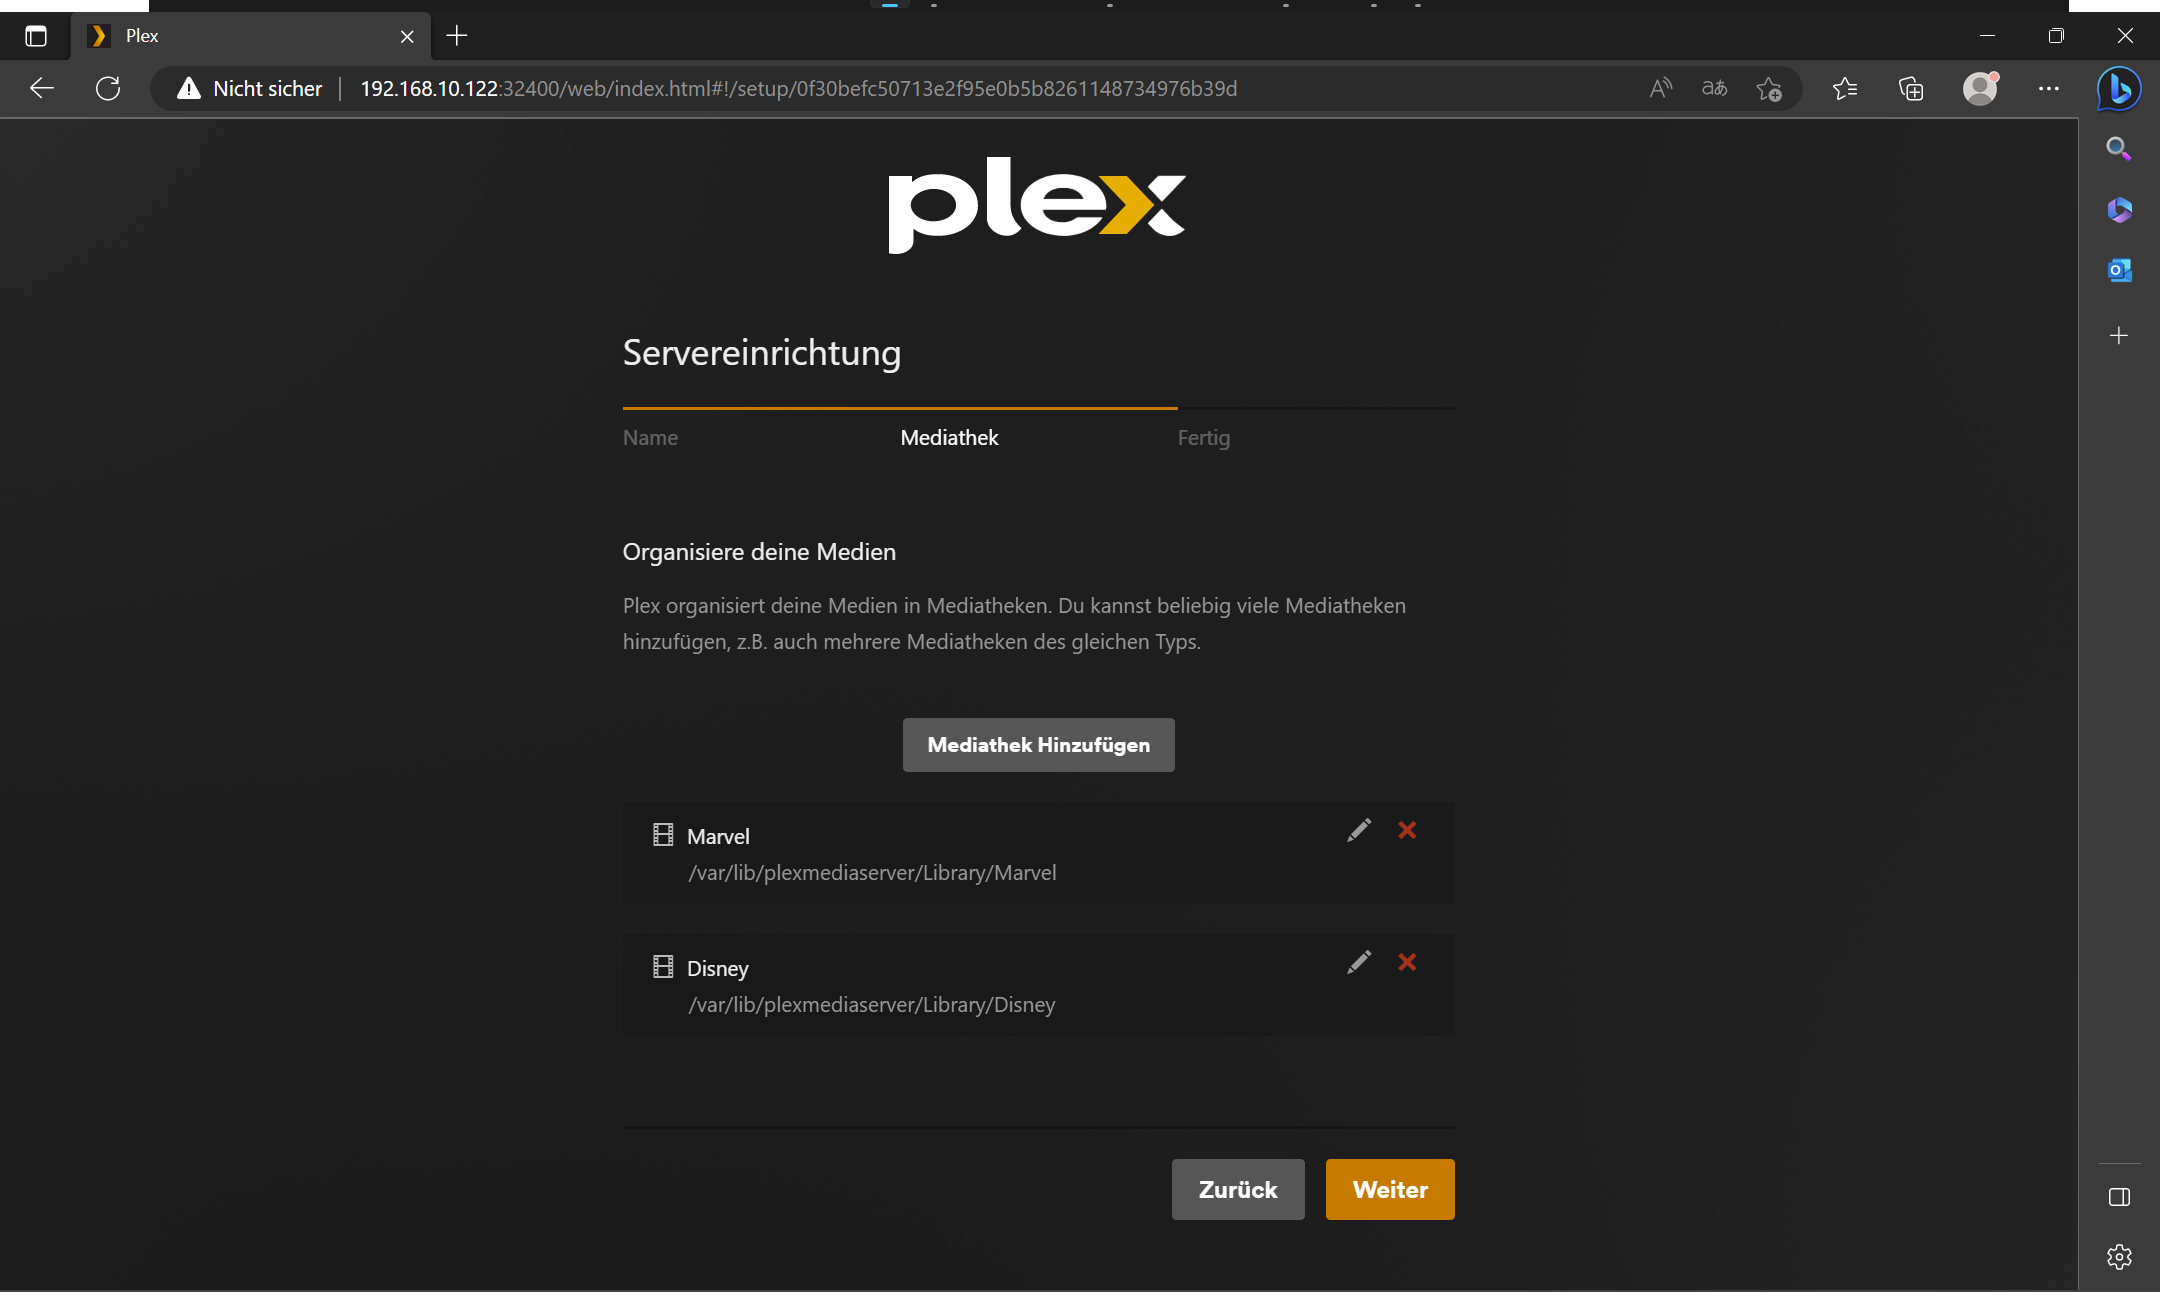 Plex
Nicht sicher
192.168.10.122:32400/web/index.html#!/setup/0f30befc50713e2f95e0b5b8261148734976b39d
plex
Servereinrichtung
Name
Mediathek
Fertig
Organisiere deine Medien
Plex organisiert deine Medien in Mediatheken. Du kannst beliebig viele Mediatheken
hinzufügen, z.B. auch mehrere Mediatheken des gleichen Typs.
Mediathek Hinzufügen
Marvel
/var/lib/plexmediaserver/Library/Marvel
Disney
/var/lib/plexmediaserver/Library/Disney
Zurück
Weiter